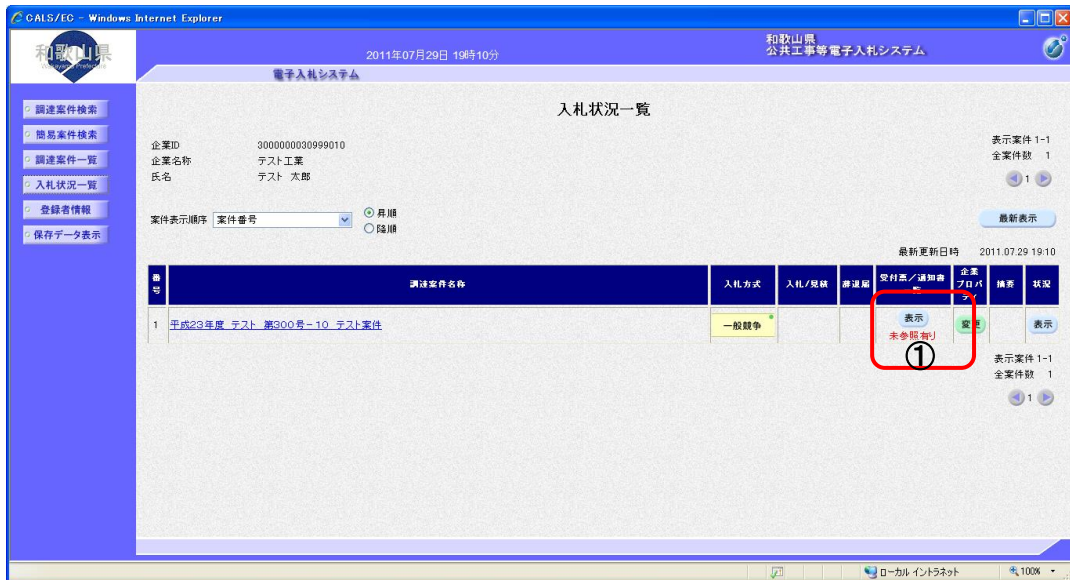 CALS/EC - Windows Internet Explorer
和歌山県
Wakayama Prefecture
2011年07月29日 19時10分
和歌山県
公共工事等電子入札システム
電子入札システム
調達案件検索
簡易案件検索
調達案件一覧
入札状況一覧
登録者情報
保存データ表示
入札状況一覧
企業ID 3000000030999010
企業名称 テスト工業
氏名 テスト 太郎
表示案件 1-1
全案件数 1
1
案件表示順序 案件番号
昇順
降順
最新表示
最新更新日時 2011.07.29 19:10
番号 調達案件名称 入札方式 入札/見積 辞退届 受付票/通知書一覧 企業プロパティ 摘要 状況
1 平成23年度 テスト 第300号-10 テスト案件 一般競争 表示 変更 表示
未参照有り
①
表示案件 1-1
全案件数 1
1
ローカル イントラネット 100%